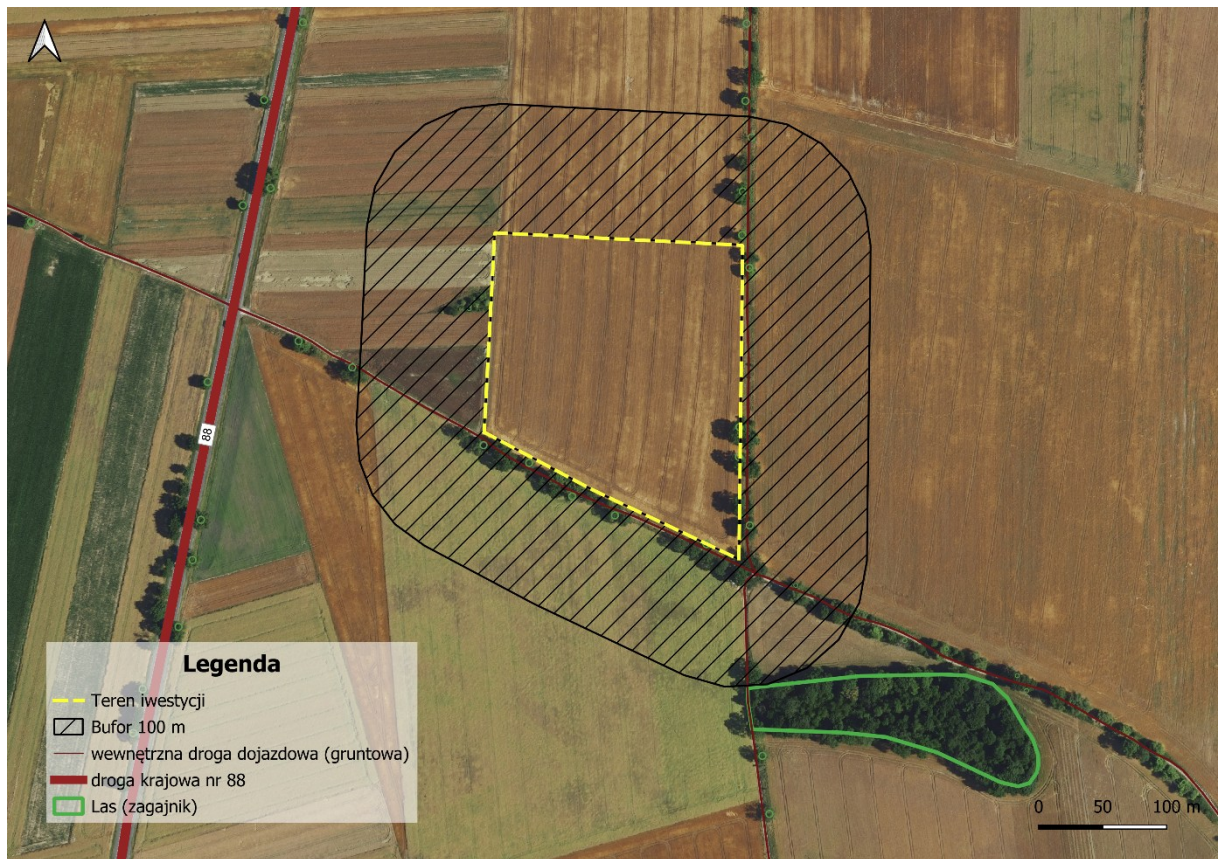 88
Legenda
Teren iwestycji
Bufor 100 m
wewnętrzna droga dojazdowa (gruntowa)
droga krajowa nr 88
Las (zagajnik)
0 50 100 m